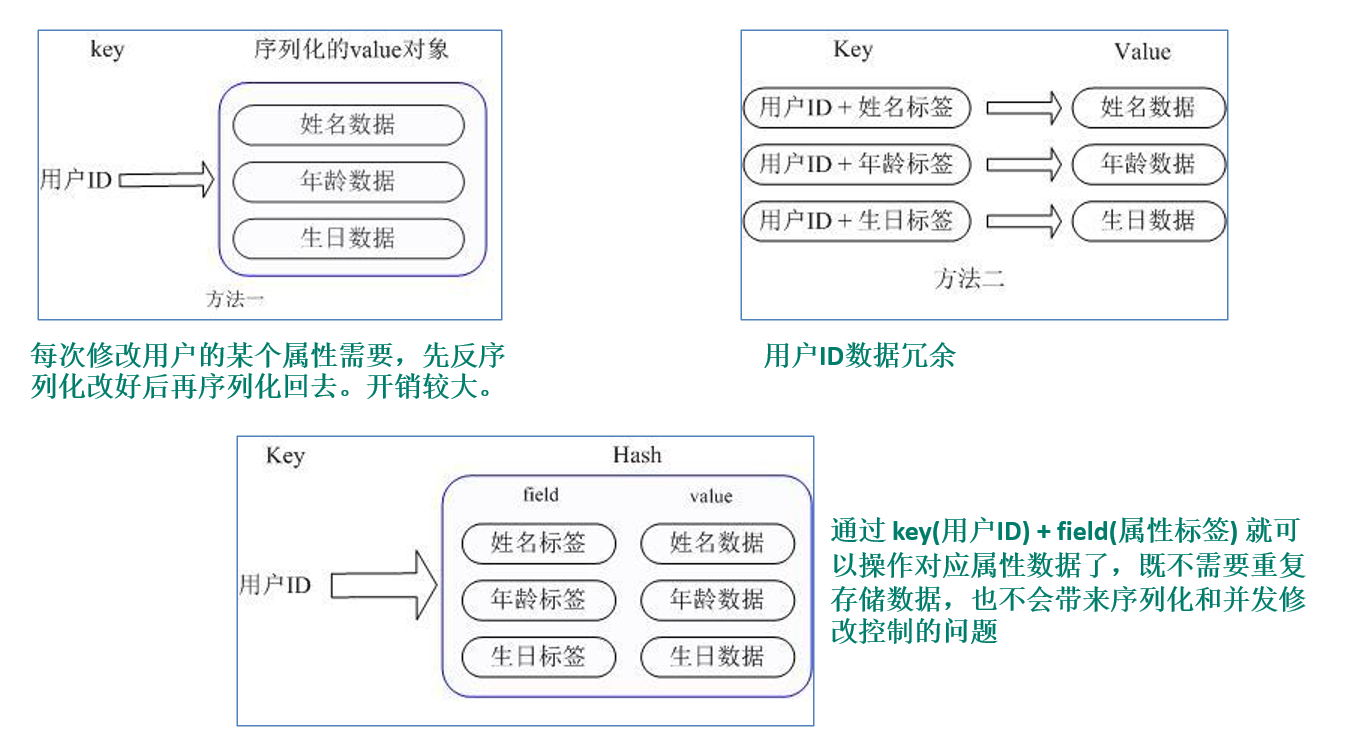 key 序列化的value对象
姓名数据
用户ID 年龄数据
生日数据
方法一
每次修改用户的某个属性需要，先反序
列化改好后再序列化回去。开销较大。
Key Value
用户ID + 姓名标签 姓名数据
用户ID + 年龄标签 年龄数据
用户ID + 生日标签 生日数据
方法二
用户ID数据冗余
Key Hash
field value
姓名标签 姓名数据
用户ID 年龄标签 年龄数据
生日标签 生日数据
通过 key(用户ID) + field(属性标签) 就可
以操作对应属性数据了，既不需要重复
存储数据，也不会带来序列化和并发修
改控制的问题